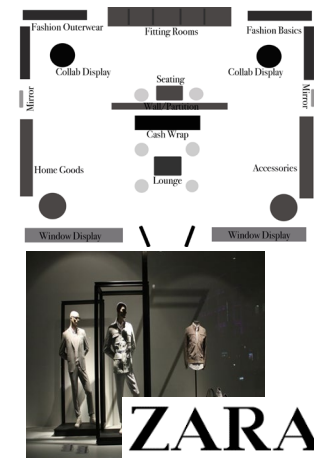 Fashion Outerwear
Fitting Rooms
Fashion Basics
Collab Display
Collab Display
Seating
Mirror
Mirror
Wall/Partition
Cash Wrap
Home Goods
Lounge
Accessories
Window Display
Window Display
ZARA